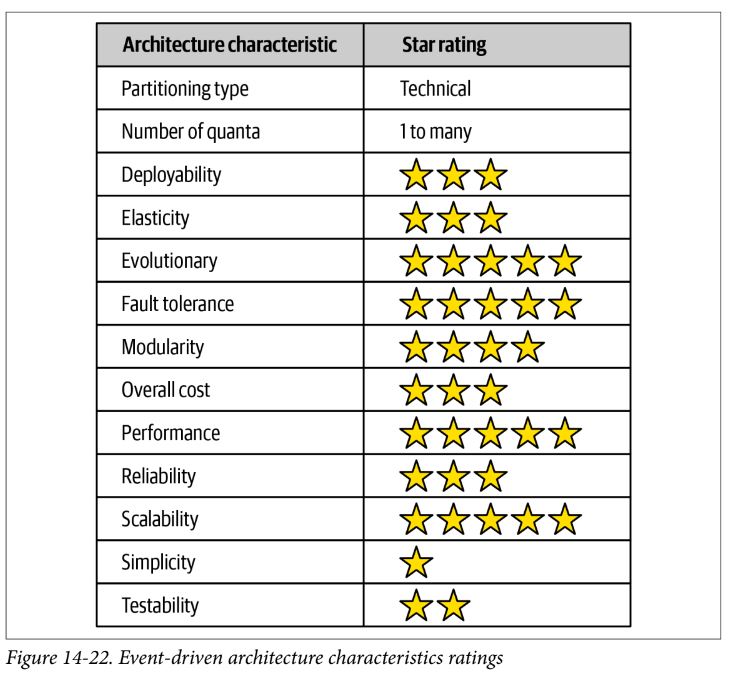 Architecture characteristic Star rating
Partitioning type Technical
Number of quanta 1 to many
Deployability
Elasticity
Evolutionary
Fault tolerance
Modularity
Overall cost
Performance
Reliability
Scalability
Simplicity
Testability
Figure 14-22. Event-driven architecture characteristics ratings